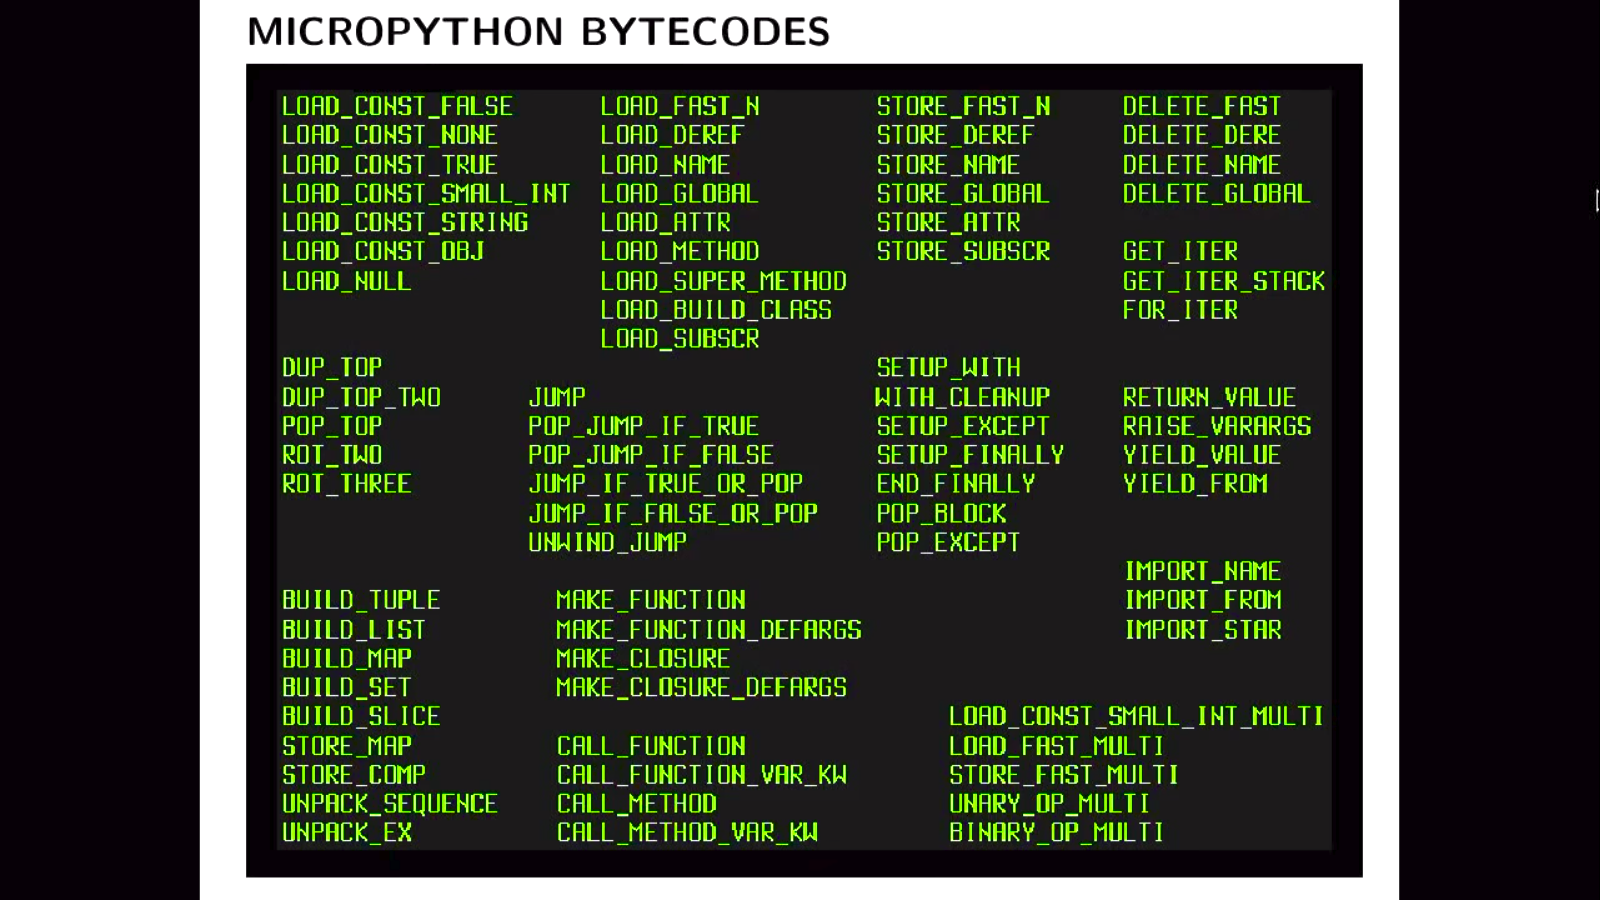 MICROPYTHON BYTECODES
LOAD_CONST_FALSE LOAD_FAST_N STORE_FAST_N DELETE_FAST
LOAD_CONST_NONE LOAD_DEREF STORE_DEREF DELETE_DERE
LOAD_CONST_TRUE LOAD_NAME STORE_NAME DELETE_NAME
LOAD_CONST_SMALL_INT LOAD_GLOBAL STORE_GLOBAL DELETE_GLOBAL
LOAD_CONST_STRING LOAD_ATTR STORE_ATTR
LOAD_CONST_OBJ LOAD_METHOD STORE_SUBSCR GET_ITER
LOAD_NULL LOAD_SUPER_METHOD GET_ITER_STACK
LOAD_BUILD_CLASS FOR_ITER
LOAD_SUBSCR
DUP_TOP SETUP_WITH
DUP_TOP_TWO JUMP WITH_CLEANUP RETURN_VALUE
POP_TOP POP_JUMP_IF_TRUE SETUP_EXCEPT RAISE_VARARGS
ROT_TWO POP_JUMP_IF_FALSE SETUP_FINALLY YIELD_VALUE
ROT_THREE JUMP_IF_TRUE_OR_POP END_FINALLY YIELD_FROM
JUMP_IF_FALSE_OR_POP POP_BLOCK
UNWIND_JUMP POP_EXCEPT
IMPORT_NAME
BUILD_TUPLE MAKE_FUNCTION IMPORT_FROM
BUILD_LIST MAKE_FUNCTION_DEFARGS IMPORT_STAR
BUILD_MAP MAKE_CLOSURE
BUILD_SET MAKE_CLOSURE_DEFARGS
BUILD_SLICE LOAD_CONST_SMALL_INT_MULTI
STORE_MAP CALL_FUNCTION LOAD_FAST_MULTI
STORE_COMP CALL_FUNCTION_VAR_KW STORE_FAST_MULTI
UNPACK_SEQUENCE CALL_METHOD UNARY_OP_MULTI
UNPACK_EX CALL_METHOD_VAR_KW BINARY_OP_MULTI